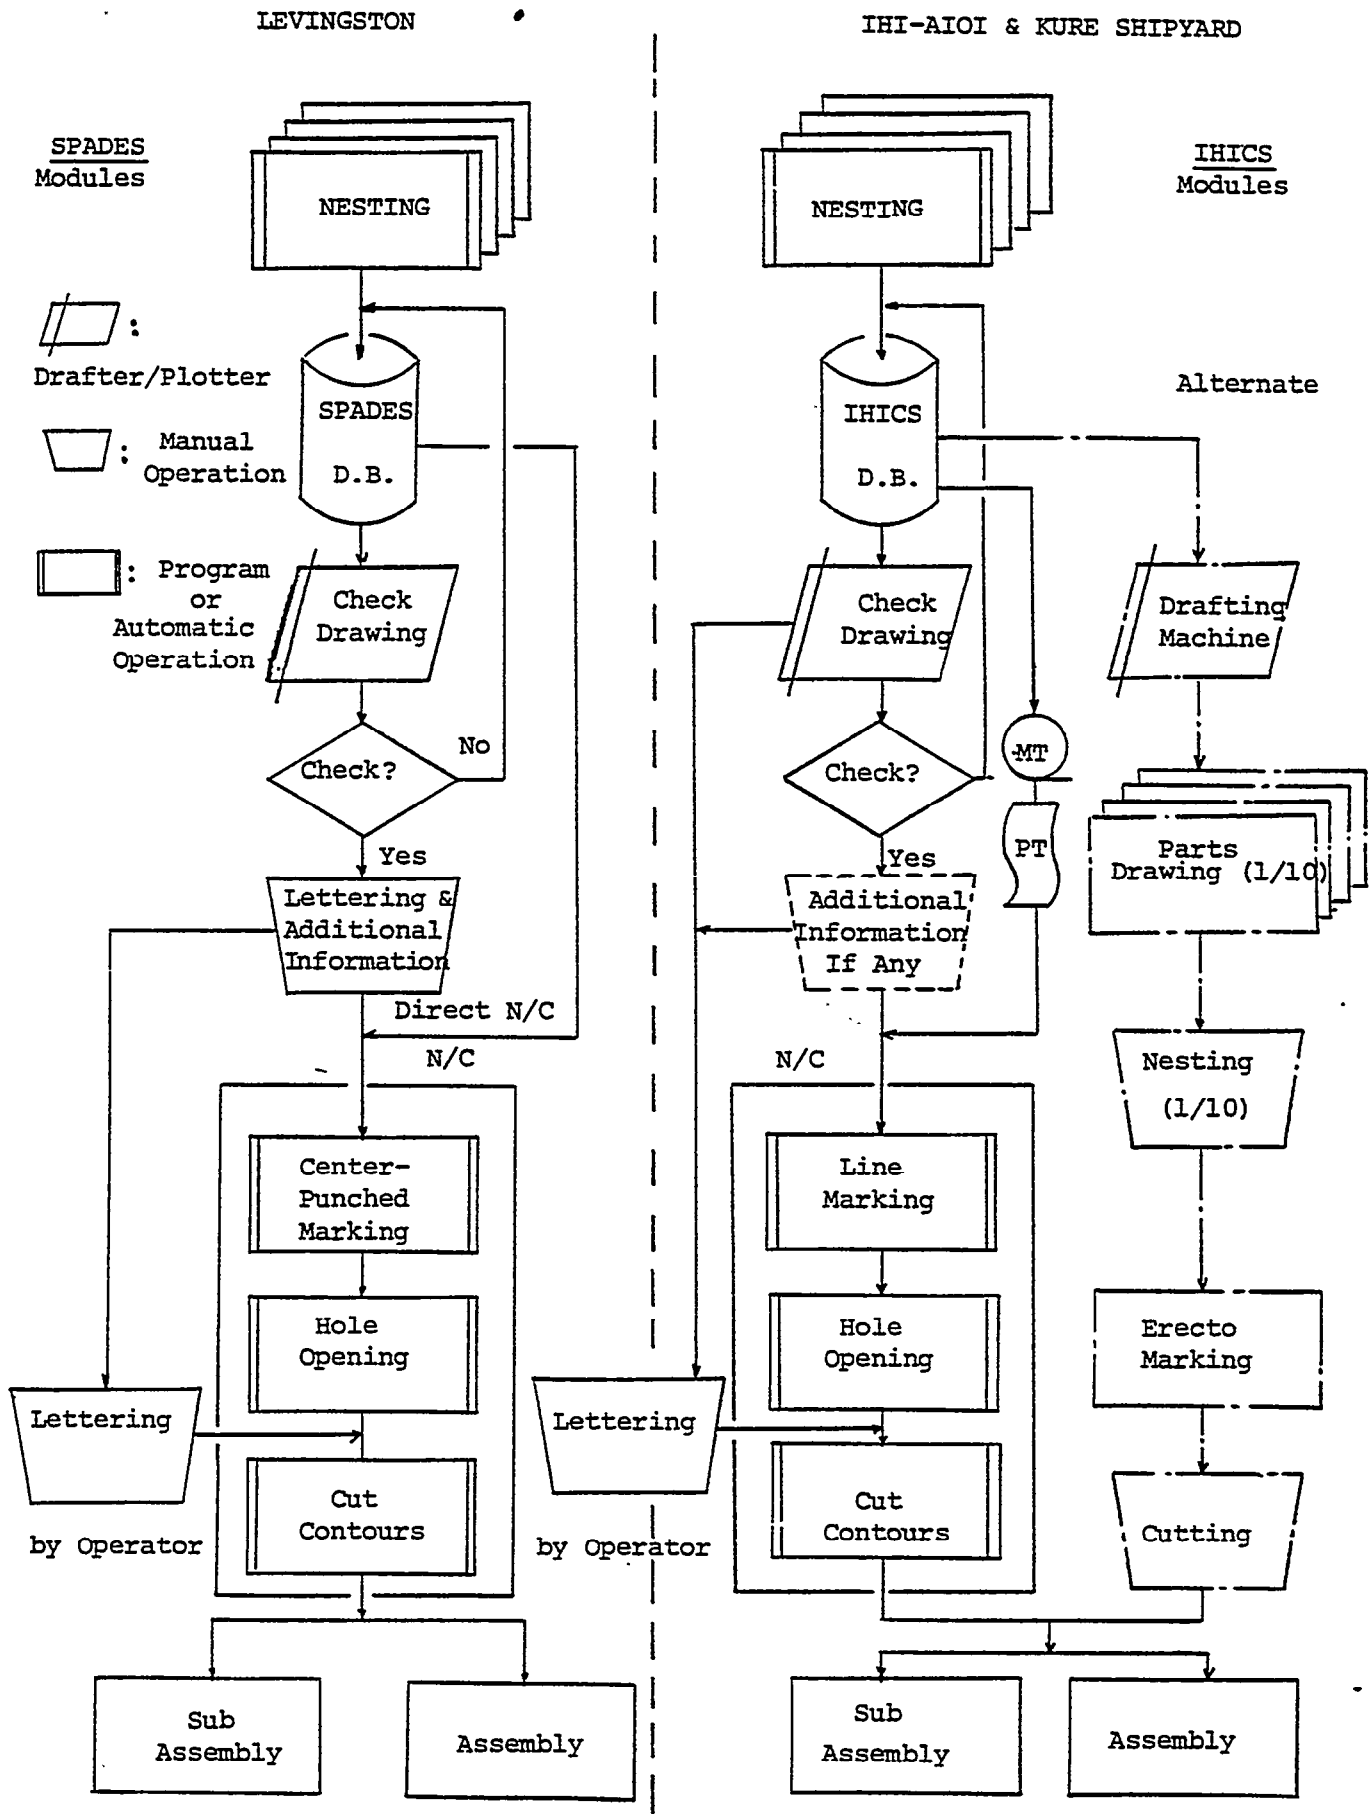 LEVINGSTON
SPADES
Modules
NESTING
:
Drafter/Plotter
: Manual
Operation
: Program
or
Automatic
Operation
SPADES
D.B.
Check
Drawing
Check?
No
Yes
Lettering &
Additional
Information
Direct N/C
N/C
Center-
Punched
Marking
Hole
Opening
Lettering
by Operator
Cut
Contours
Sub
Assembly
Assembly
IHI-AIOI & KURE SHIPYARD
IHICS
Modules
NESTING
Alternate
IHICS
D.B.
Check
Drawing
Check?
Yes
MT
PT
Additional
Information
If Any
N/C
Line
Marking
Hole
Opening
Lettering
by Operator
Cut
Contours
Drafting
Machine
Parts
Drawing (1/10)
Nesting
(1/10)
Erecto
Marking
Cutting
Sub
Assembly
Assembly